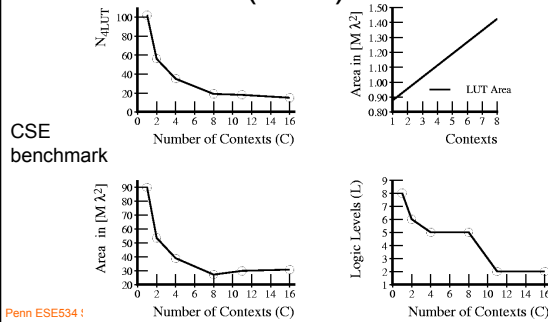 N4LUT
100
80
60
40
20
0
0 2 4 6 8 10 12 14 16
Number of Contexts (C)
Area in [M λ2]
1.50
1.40
1.30
1.20
1.10
1.00
0.90
0.80
LUT Area
1 2 3 4 5 6 7 8
Contexts
CSE
benchmark
Area in [M λ2]
90
80
70
60
50
40
30
20
0 2 4 6 8 10 12 14 16
Number of Contexts (C)
Logic Levels (L)
9
8
7
6
5
4
3
2
1
0 2 4 6 8 10 12 14 16
Number of Contexts (C)
Penn ESE534